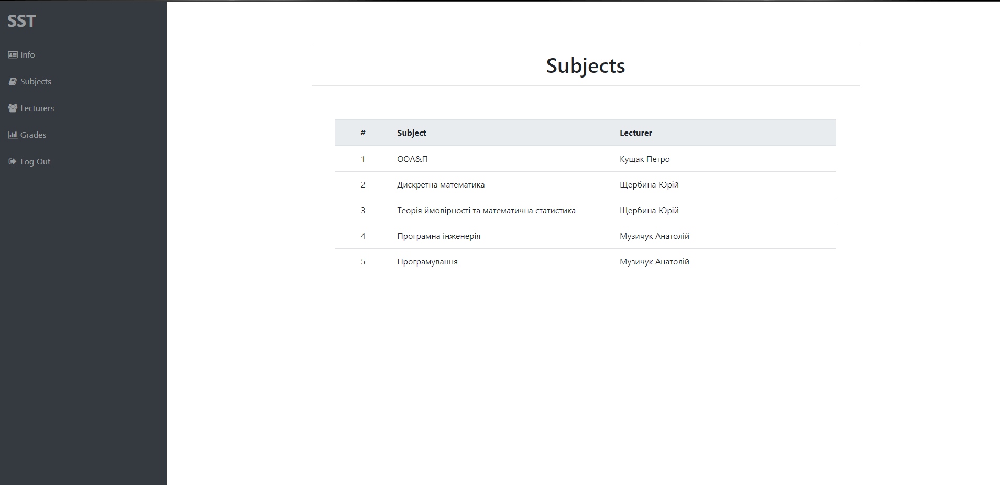 SST
Info
Subjects
Lecturers
Grades
Log Out
Subjects
# Subject Lecturer
1 ООА&П Кущак Петро
2 Дискретна математика Щербина Юрій
3 Теорія ймовірності та математична статистика Щербина Юрій
4 Програмна інженерія Музичук Анатолій
5 Програмування Музичук Анатолій